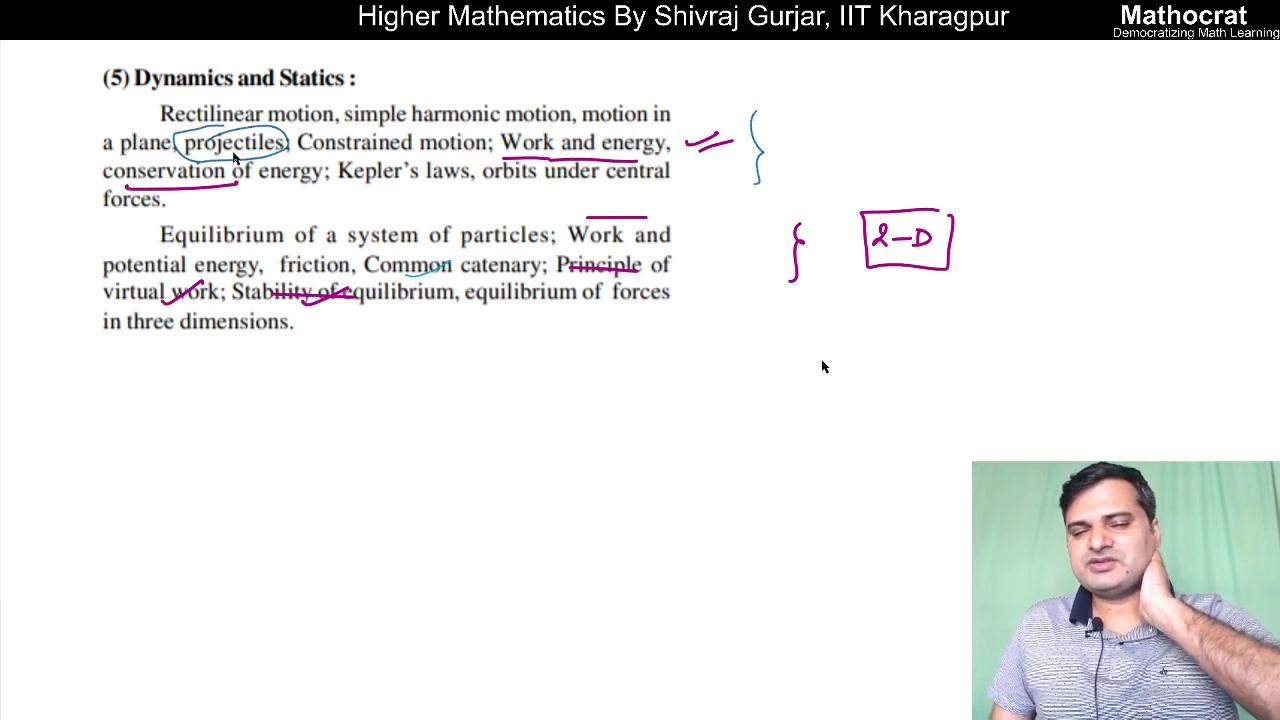 Higher Mathematics By Shivraj Gurjar, IIT Kharagpur
Mathocrat
Democratizing Math Learning
(5) Dynamics and Statics :
Rectilinear motion, simple harmonic motion, motion in
a plane, projectiles, Constrained motion; Work and energy,
conservation of energy; Kepler's laws, orbits under central
forces.
Equilibrium of a system of particles; Work and
potential energy, friction, Common catenary; Principle of
virtual work; Stability of equilibrium, equilibrium of forces
in three dimensions.
2-D